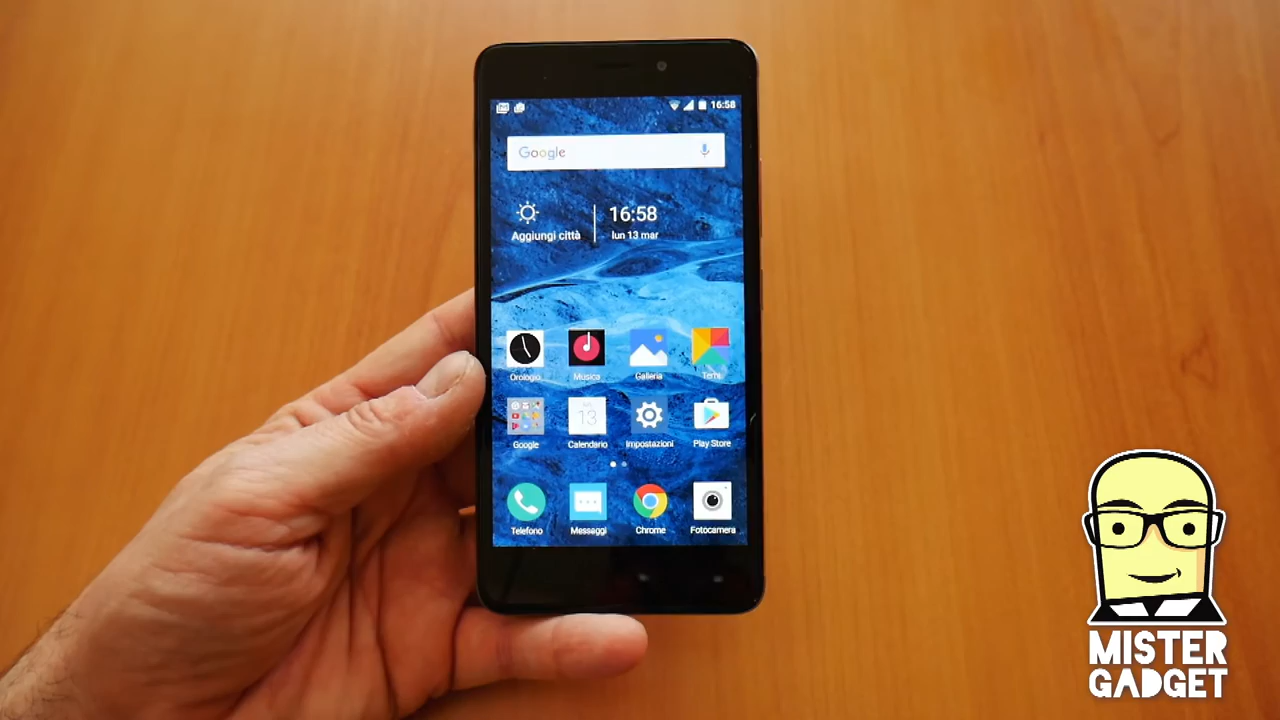 16:58
Google
16:58
Aggiungi città
lun 13 mar
Orologio
Musica
Galleria
Temi
Google
13
Calendario
Impostazioni
Play Store
Telefono
Messaggi
Chrome
Fotocamera
MISTER
GADGET